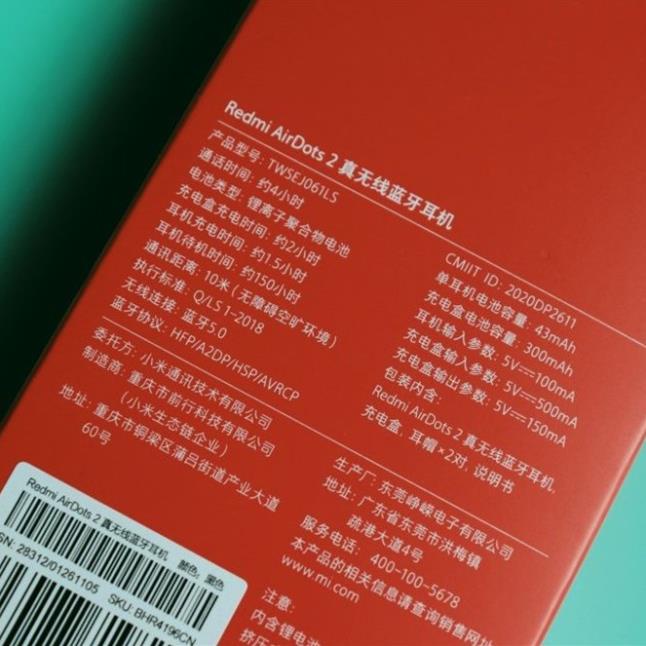 Redmi AirDots 2 真无线蓝牙耳机
产品型号: TWSEJ061LS
通话时间: 约4小时
电池类型: 锂离子聚合物电池
充电盒充电时间: 约2小时
耳机充电时间: 约1.5小时
耳机待机时间: 约150小时
通讯距离: 10米 (无障碍空旷环境)
执行标准: Q/LS 1-2018
无线连接: 蓝牙5.0
蓝牙协议: HFP/A2DP/HSP/AVRCP
CMIIT ID: 2020DP2611
单耳机电池容量: 43mAh
充电盒电池容量: 300mAh
耳机输入参数: 5V⎓100mA
充电盒输入参数: 5V⎓500mA
充电盒输出参数: 5V⎓150mA
包装内含:
Redmi AirDots 2 真无线蓝牙耳机,
充电盒, 耳帽×2对, 说明书
委托方: 小米通讯技术有限公司
制造商: 重庆市前行科技有限公司
(小米生态链企业)
地址: 重庆市铜梁区蒲吕街道产业大道
60号
生产厂: 东莞峥嵘电子有限公司
地址: 广东省东莞市洪梅镇
疏港大道4号
服务电话: 400-100-5678
本产品的相关信息请查询销售网
www.mi.com
注意:
内含锂电池
挤压
Redmi AirDots 2 真无线蓝牙耳机 颜色: 黑色
SN: 28312/01261105
SKU: BHR4196CN